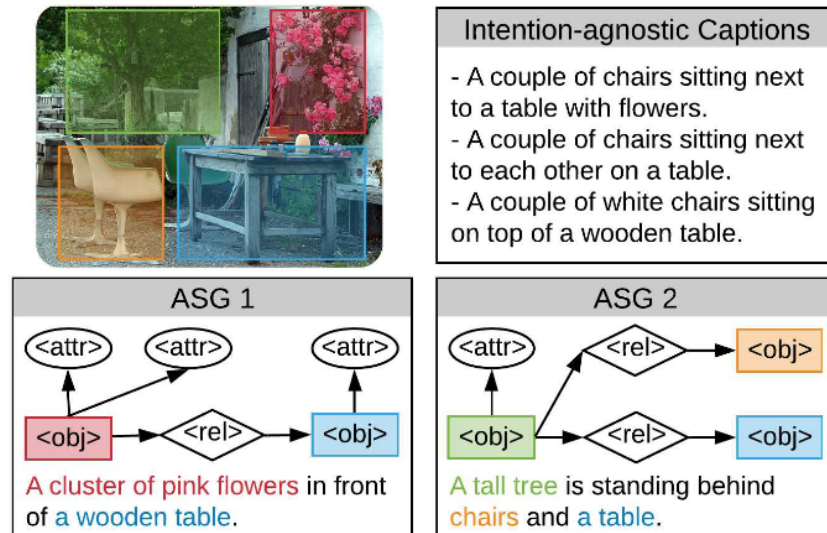 Intention-agnostic Captions
- A couple of chairs sitting next
to a table with flowers.
- A couple of chairs sitting next
to each other on a table.
- A couple of white chairs sitting
on top of a wooden table.
ASG 1
<attr> <attr> <attr>
<obj> <rel> <obj>
A cluster of pink flowers in front
of a wooden table.
ASG 2
<attr> <rel> <obj>
<obj> <rel> <obj>
A tall tree is standing behind
chairs and a table.